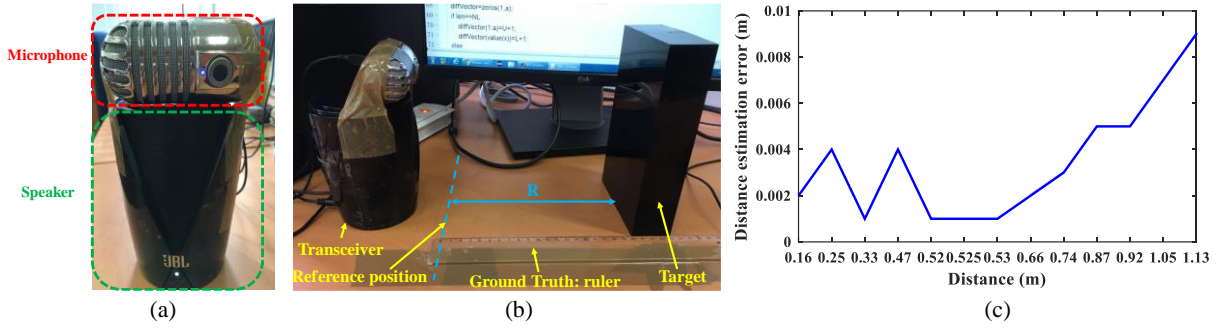 Microphone
Speaker
JBL
(a)
diffVector=zeros(1,a);
if len==NL
diffVector(1:a)=U+1;
diffVector(value(x))=L+1;
else
R
Transceiver
Reference position
Ground Truth: ruler
Target
(b)
0.01
0.008
0.006
0.004
0.002
0
Distance estimation error (m)
0.16 0.25 0.33 0.47 0.52 0.525 0.53 0.66 0.74 0.87 0.92 1.05 1.13
Distance (m)
(c)